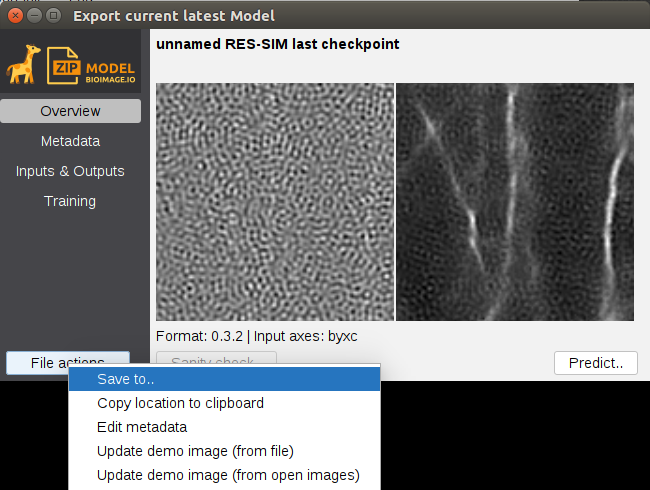 Export current latest Model
ZIP
MODEL
BIOIMAGE.IO
Overview
Metadata
Inputs & Outputs
Training
unnamed RES-SIM last checkpoint
Format: 0.3.2 | Input axes: byxc
File actions
Sanity check..
Predict..
Save to..
Copy location to clipboard
Edit metadata
Update demo image (from file)
Update demo image (from open images)